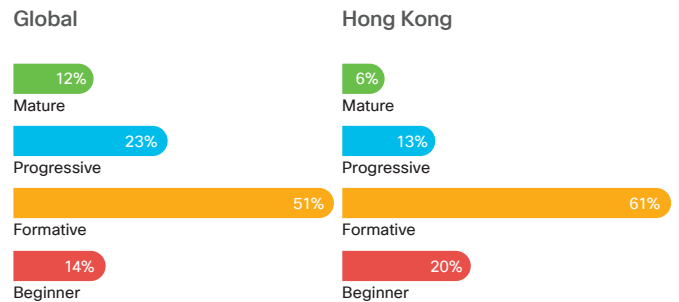 Global
12%
Mature
23%
Progressive
51%
Formative
14%
Beginner
Hong Kong
6%
Mature
13%
Progressive
61%
Formative
20%
Beginner